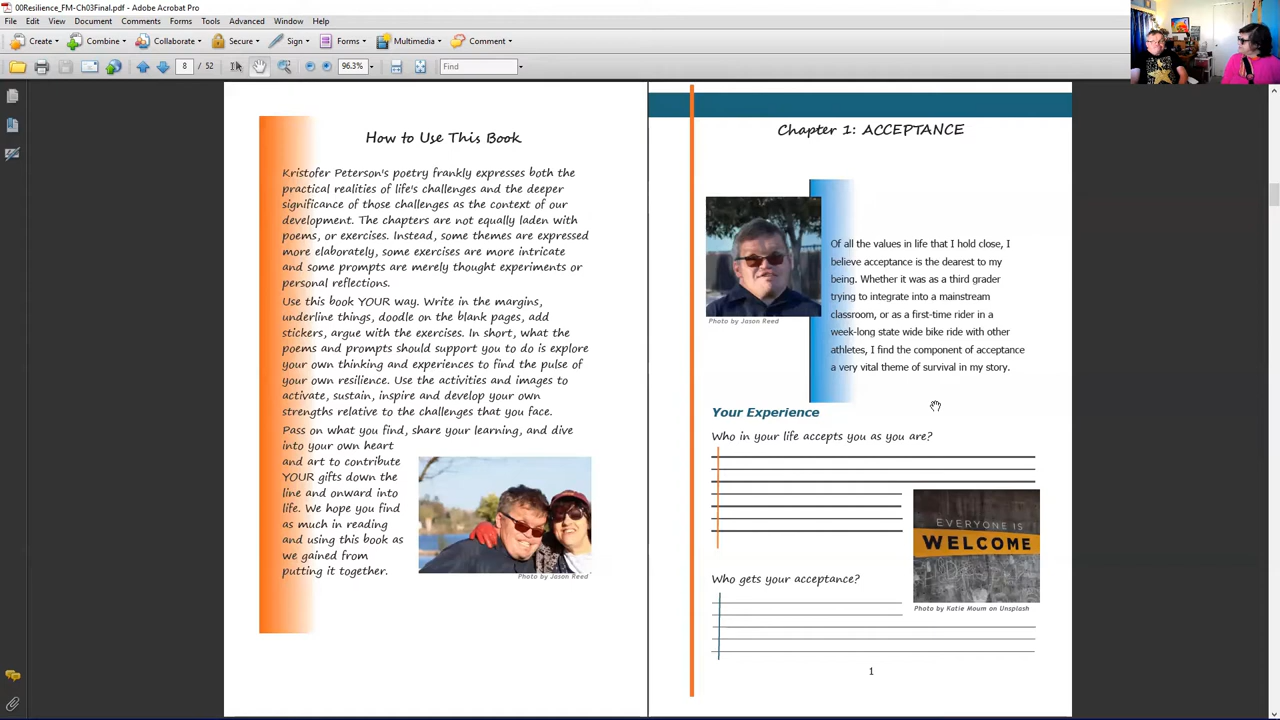 00Resilience_FM-Ch03Final.pdf - Adobe Acrobat Pro
File Edit View Document Comments Forms Tools Advanced Window Help
Create Combine Collaborate Secure Sign Forms Multimedia Comment
8 / 52 96.3% Find
How to Use This Book
Kristofer Peterson's poetry frankly expresses both the
practical realities of life's challenges and the deeper
significance of those challenges as the context of our
development. The chapters are not equally laden with
poems, or exercises. Instead, some themes are expressed
more elaborately, some exercises are more intricate
and some prompts are merely thought experiments or
personal reflections.
Use this book YOUR way. Write in the margins,
underline things, doodle on the blank pages, add
stickers, argue with the exercises. In short, what the
poems and prompts should support you to do is explore
your own thinking and experiences to find the pulse of
your own resilience. Use the activities and images to
activate, sustain, inspire and develop your own
strengths relative to the challenges that you face.
Pass on what you find, share your learning, and dive
into your own heart
and art to contribute
YOUR gifts down the
line and onward into
life. We hope you find
as much in reading
and using this book as
we gained from
putting it together.
Photo by Jason Reed
Chapter 1: ACCEPTANCE
Photo by Jason Reed
Of all the values in life that I hold close, I
believe acceptance is the dearest to my
being. Whether it was as a third grader
trying to integrate into a mainstream
classroom, or as a first-time rider in a
week-long state wide bike ride with other
athletes, I find the component of acceptance
a very vital theme of survival in my story.
Your Experience
Who in your life accepts you as you are?
EVERYONE IS
WELCOME
Photo by Katie Moum on Unsplash
Who gets your acceptance?
1